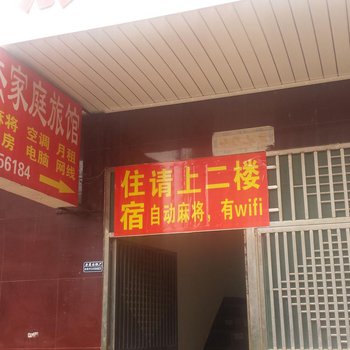 家庭旅馆
麻将 空调 月租
房 电脑 网线
56184
住请上二楼
宿自动麻将，有wifi